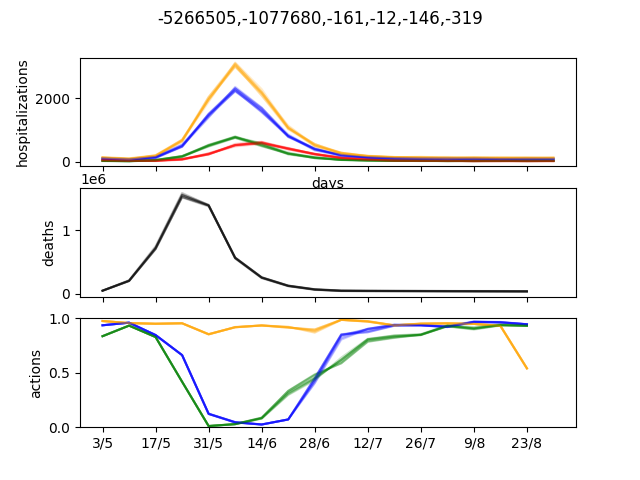 -5266505,-1077680,-161,-12,-146,-319
hospitalizations
2000
0
days
1e6
deaths
1
0
actions
1.0
0.5
0.0
3/5 17/5 31/5 14/6 28/6 12/7 26/7 9/8 23/8